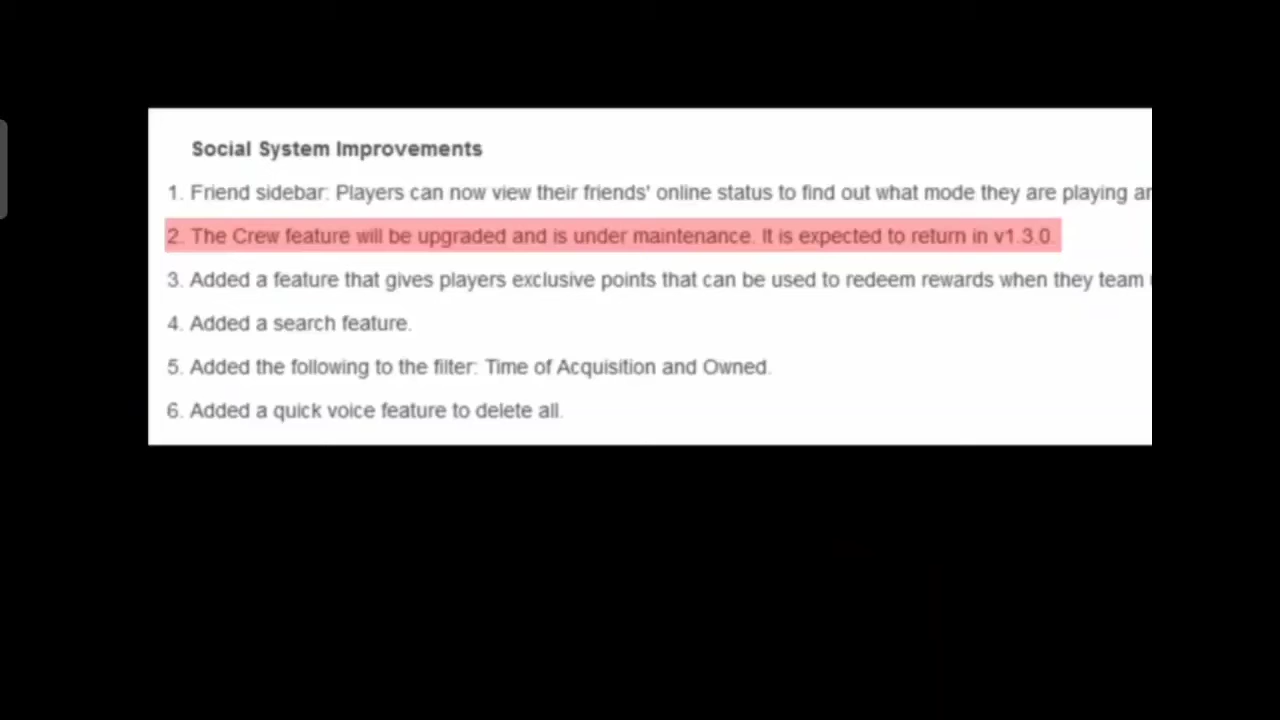 Social System Improvements
1. Friend sidebar: Players can now view their friends' online status to find out what mode they are playing
2. The Crew feature will be upgraded and is under maintenance. It is expected to return in v1.3.0.
3. Added a feature that gives players exclusive points that can be used to redeem rewards when they team
4. Added a search feature.
5. Added the following to the filter: Time of Acquisition and Owned.
6. Added a quick voice feature to delete all.